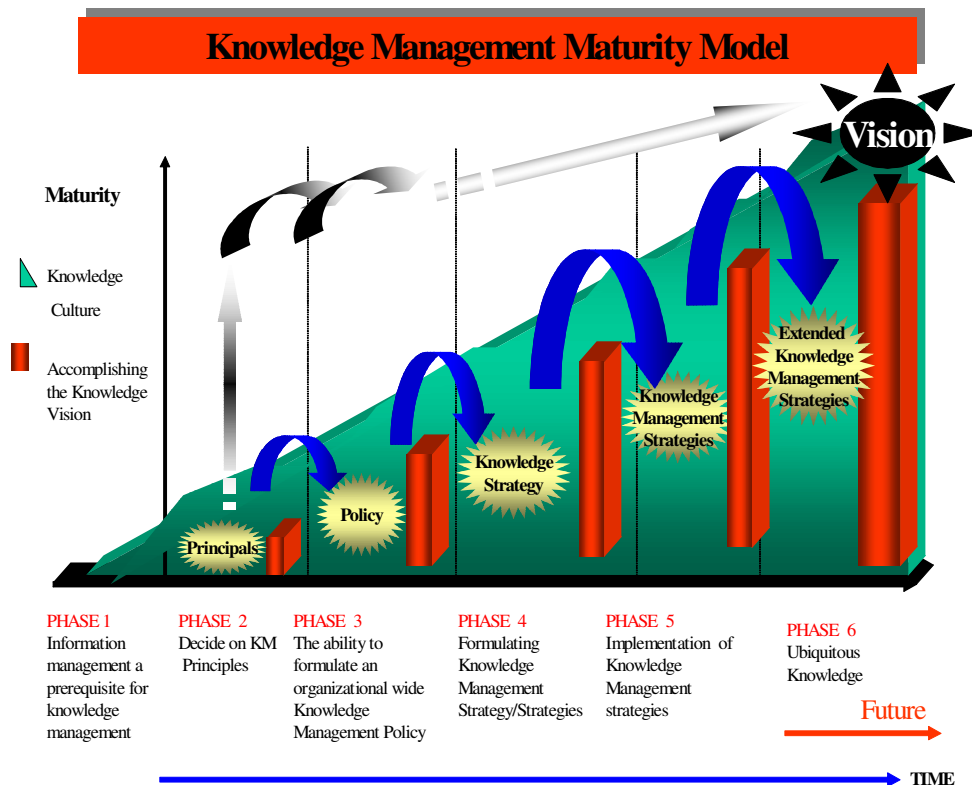 Knowledge Management Maturity Model
Vision
Maturity
Knowledge
Culture
Accomplishing
the Knowledge
Vision
Principals
Policy
Knowledge
Strategy
Knowledge
Management
Strategies
Extended
Knowledge
Management
Strategies
PHASE 1
Information
management a
prerequisite for
knowledge
management
PHASE 2
Decide on KM
Principles
PHASE 3
The ability to
formulate an
organizational wide
Knowledge
Management Policy
PHASE 4
Formulating
Knowledge
Management
Strategy/Strategies
PHASE 5
Implementation of
Knowledge
Management
strategies
PHASE 6
Ubiquitous
Knowledge
Future
TIME